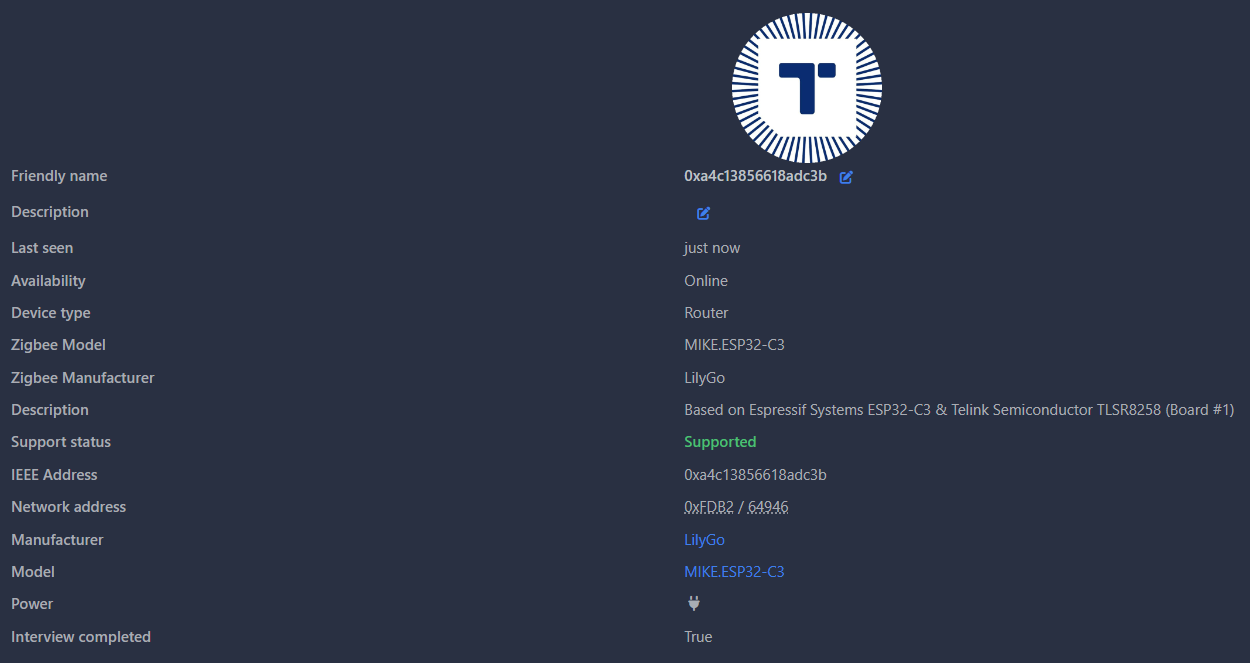 T
Friendly name 0xa4c13856618adc3b
Description
Last seen just now
Availability Online
Device type Router
Zigbee Model MIKE.ESP32-C3
Zigbee Manufacturer LilyGo
Description Based on Espressif Systems ESP32-C3 & Telink Semiconductor TLSR8258 (Board #1)
Support status Supported
IEEE Address 0xa4c13856618adc3b
Network address 0xFDB2 / 64946
Manufacturer LilyGo
Model MIKE.ESP32-C3
Power
Interview completed True